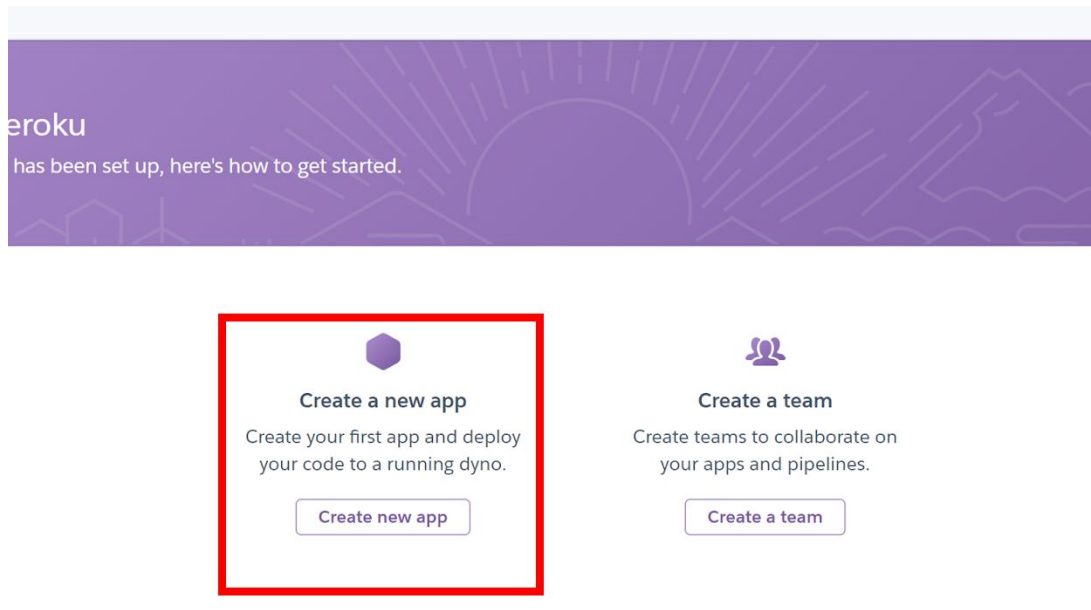 eroku
has been set up, here's how to get started.
Create a new app
Create your first app and deploy
your code to a running dyno.
Create new app
Create a team
Create teams to collaborate on
your apps and pipelines.
Create a team